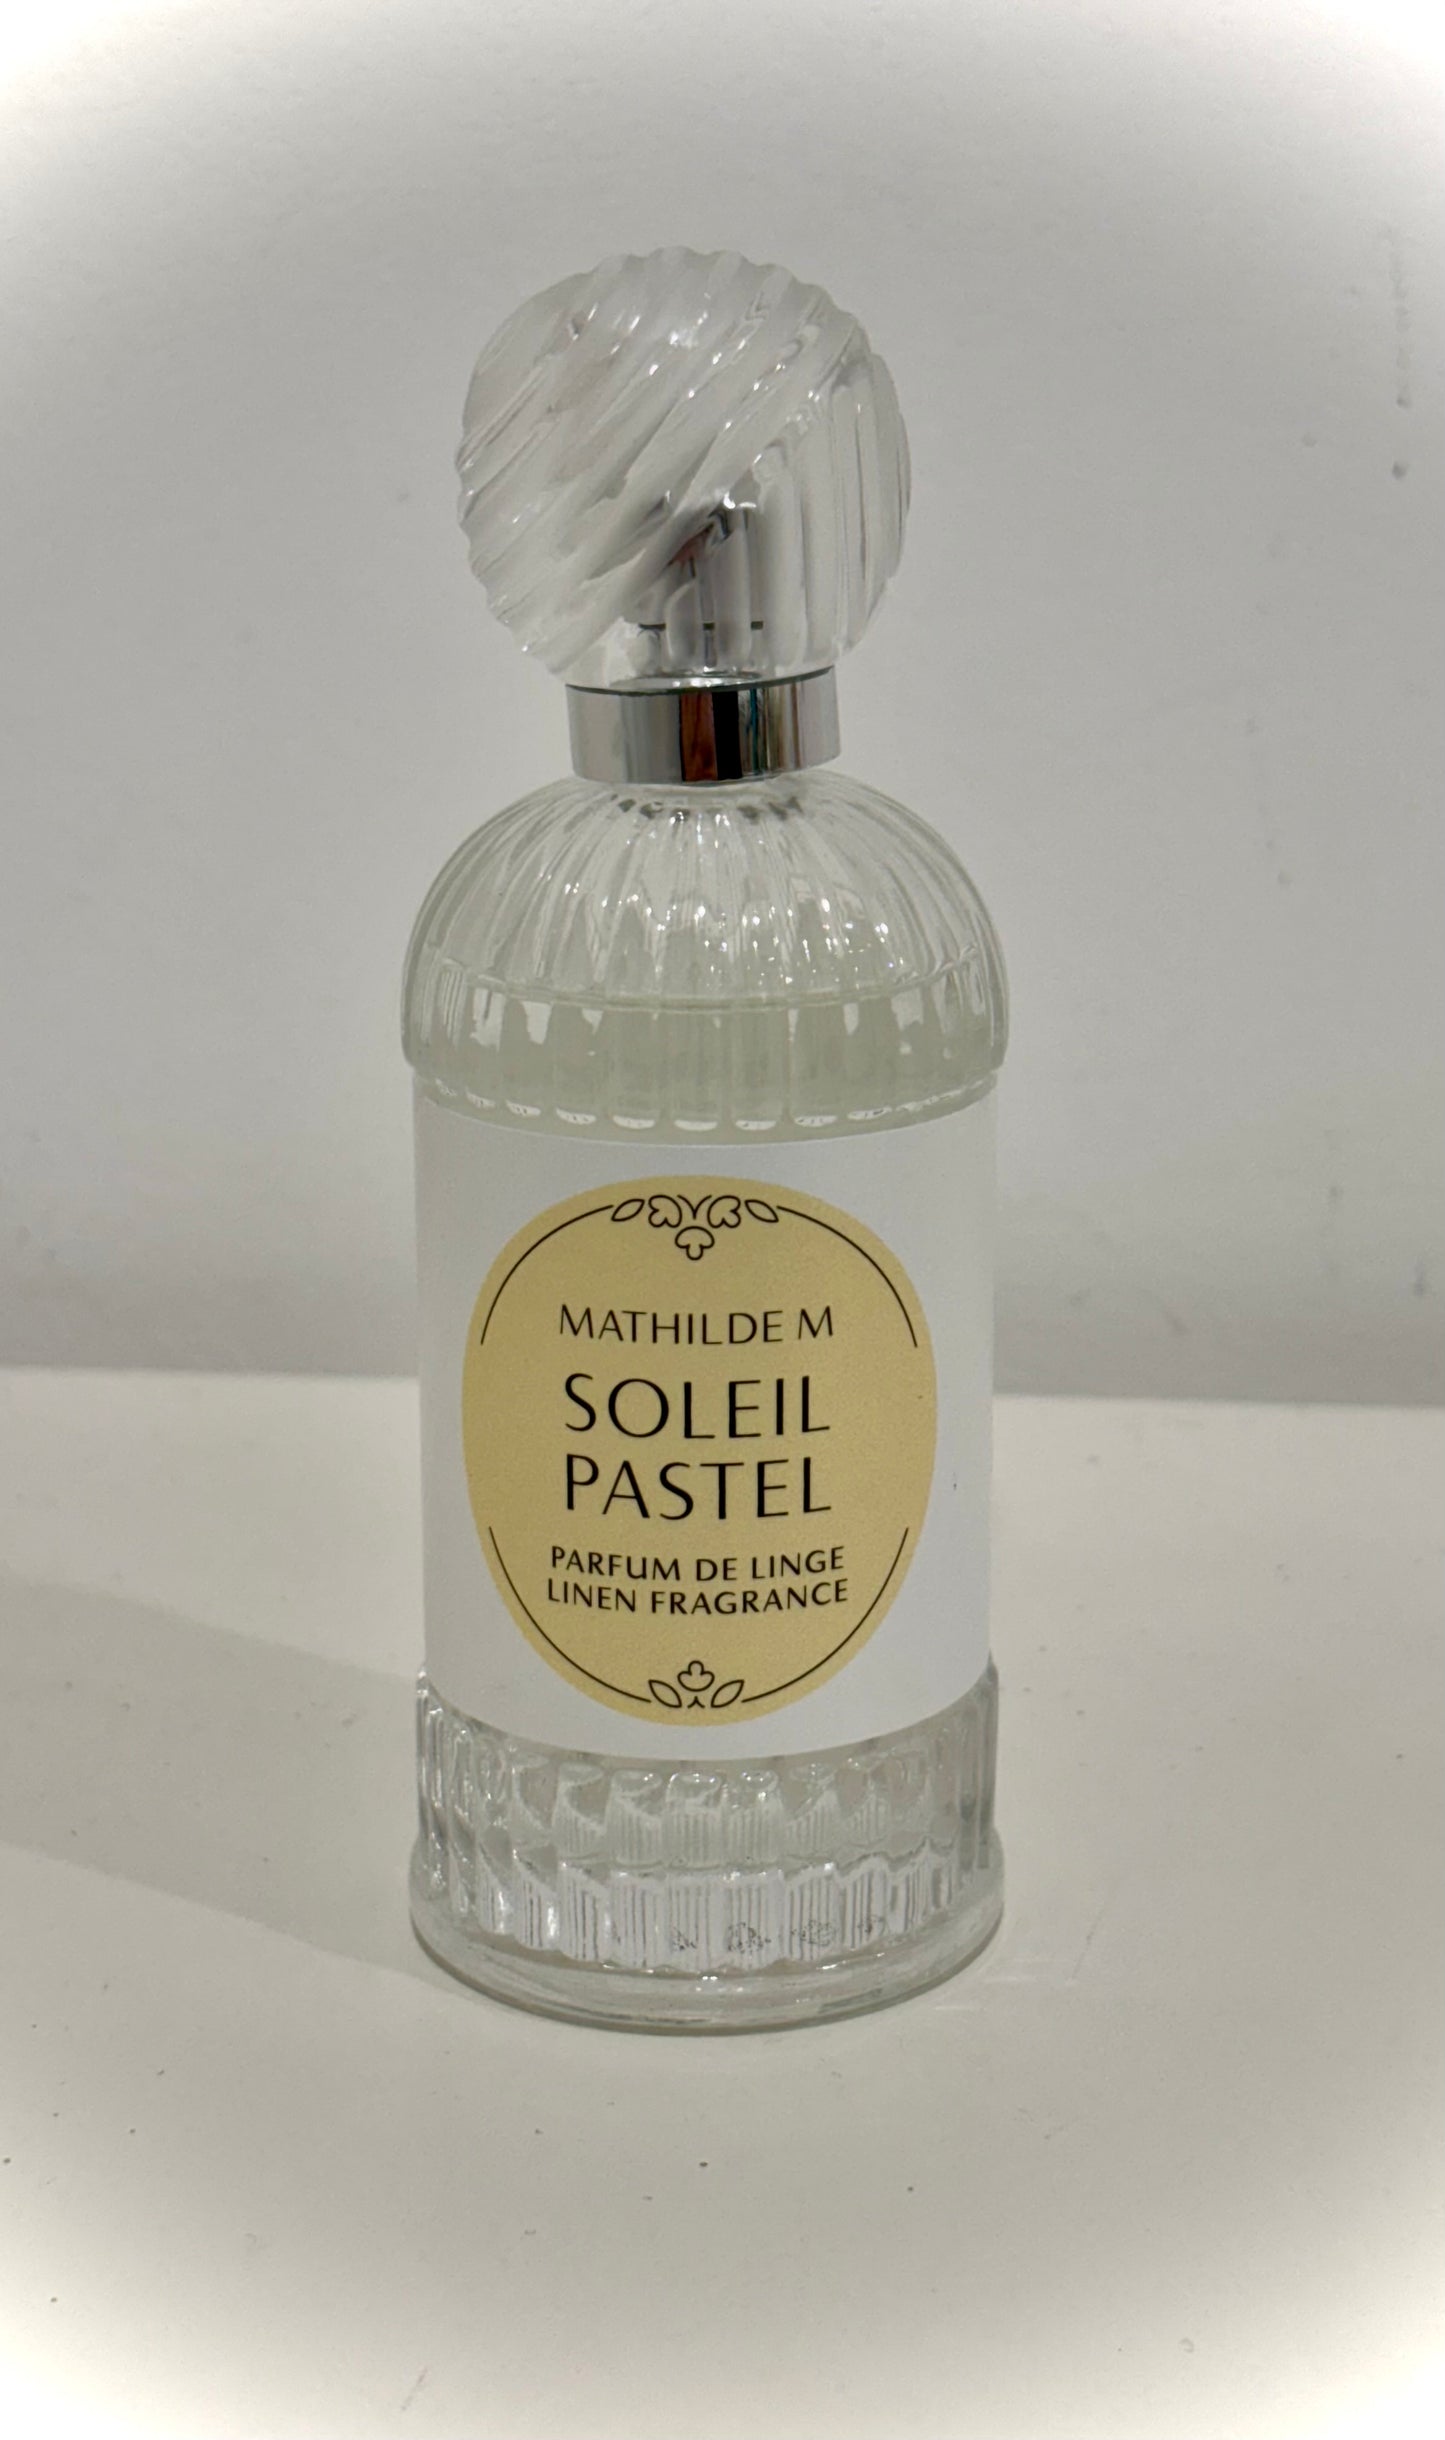 MATHILDE M
SOLEIL
PASTEL
PARFUM DE LINGE
LINEN FRAGRANCE